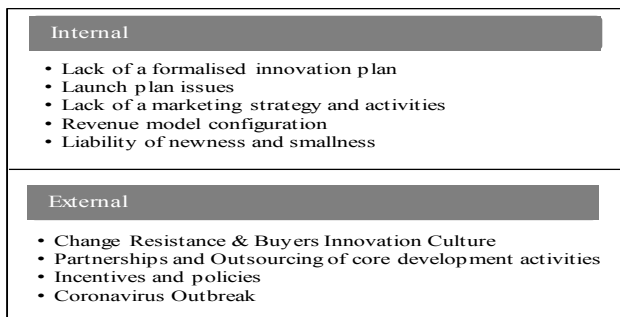 Internal
• Lack of a formalised innovation plan
• Launch plan issues
• Lack of a marketing strategy and activities
• Revenue model configuration
• Liability of newness and smallness
External
• Change Resistance & Buyers Innovation Culture
• Partnerships and Outsourcing of core development activities
• Incentives and policies
• Coronavirus Outbreak